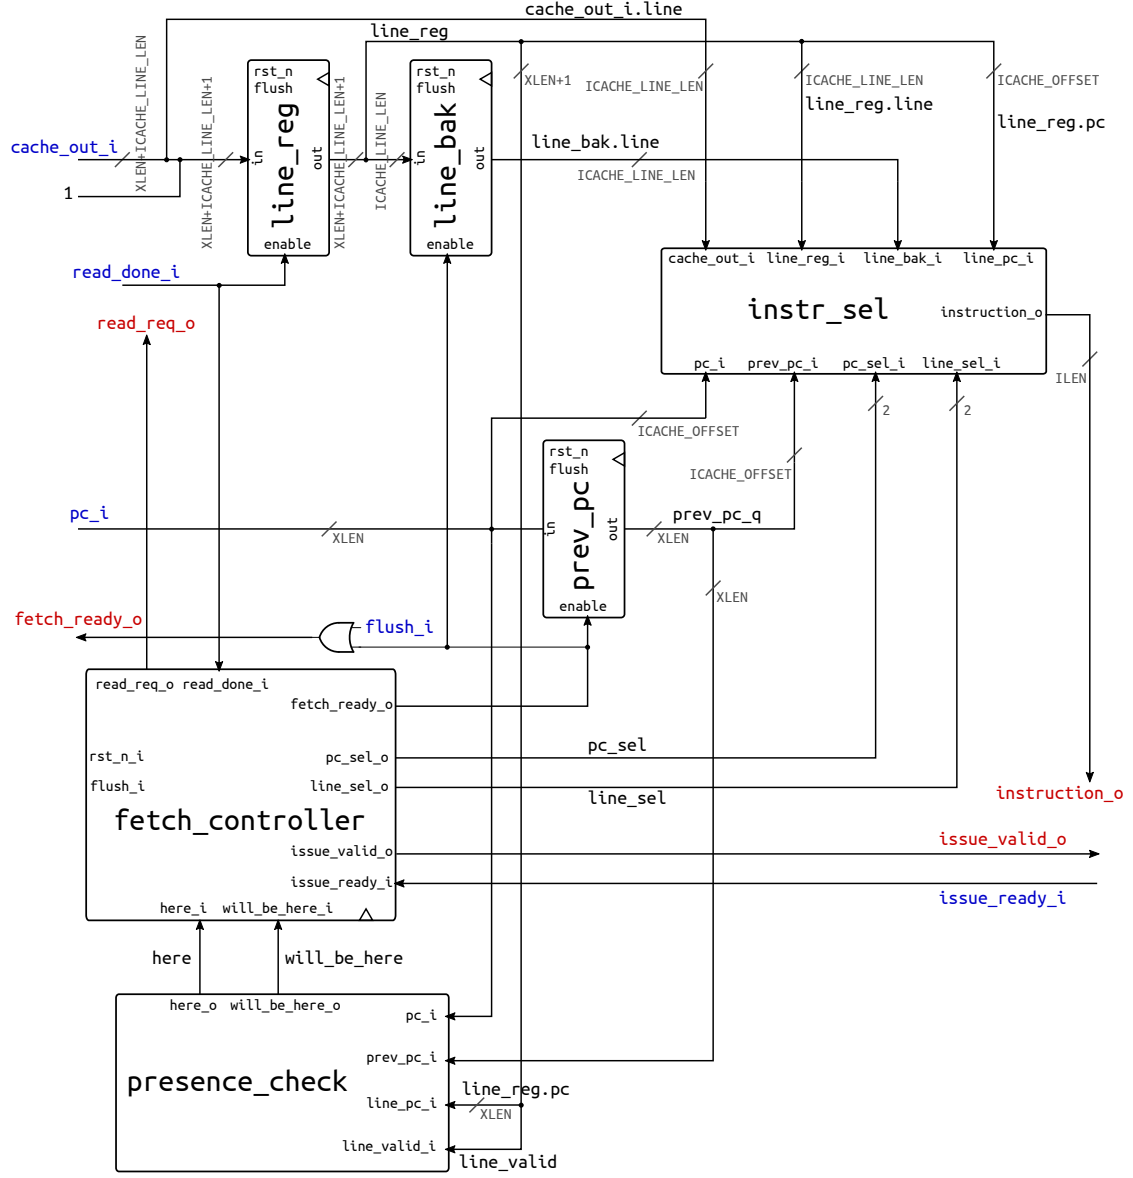 cache_out_i.line
line_reg
XLEN+ICACHE_LINE_LEN
XLEN+ICACHE_LINE_LEN+1
XLEN+ICACHE_LINE_LEN+1
ICACHE_LINE_LEN
rst_n
flush
line_reg
in
out
enable
rst_n
flush
line_bak
in
out
enable
XLEN+1
ICACHE_LINE_LEN
ICACHE_LINE_LEN
line_reg.line
ICACHE_OFFSET
line_reg.pc
cache_out_i
1
line_bak.line
ICACHE_LINE_LEN
read_done_i
read_req_o
cache_out_i line_reg_i line_bak_i line_pc_i
instr_sel
instruction_o
pc_i prev_pc_i pc_sel_i line_sel_i
ILEN
2
2
ICACHE_OFFSET
ICACHE_OFFSET
rst_n
flush
prev_pc
in
out
enable
pc_i
XLEN
prev_pc_q
XLEN
XLEN
fetch_ready_o
flush_i
read_req_o read_done_i
fetch_ready_o
rst_n_i
pc_sel_o
flush_i
line_sel_o
fetch_controller
issue_valid_o
issue_ready_i
here_i will_be_here_i
pc_sel
line_sel
instruction_o
issue_valid_o
issue_ready_i
here
will_be_here
here_o will_be_here_o
pc_i
prev_pc_i
presence_check
line_pc_i
line_valid_i
line_reg.pc
XLEN
line_valid